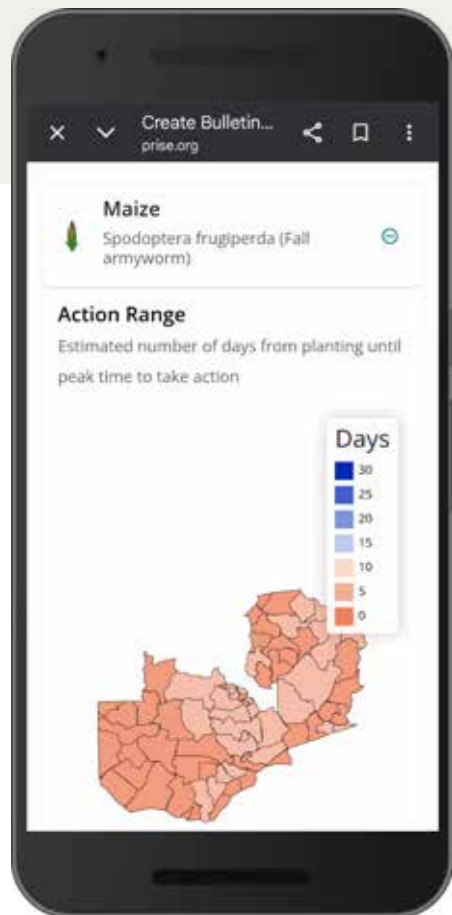 Create Bulletin...
prise.org
Maize
Spodoptera frugiperda (Fall
armyworm)
Action Range
Estimated number of days from planting until
peak time to take action
Days
30
25
20
15
10
5
0